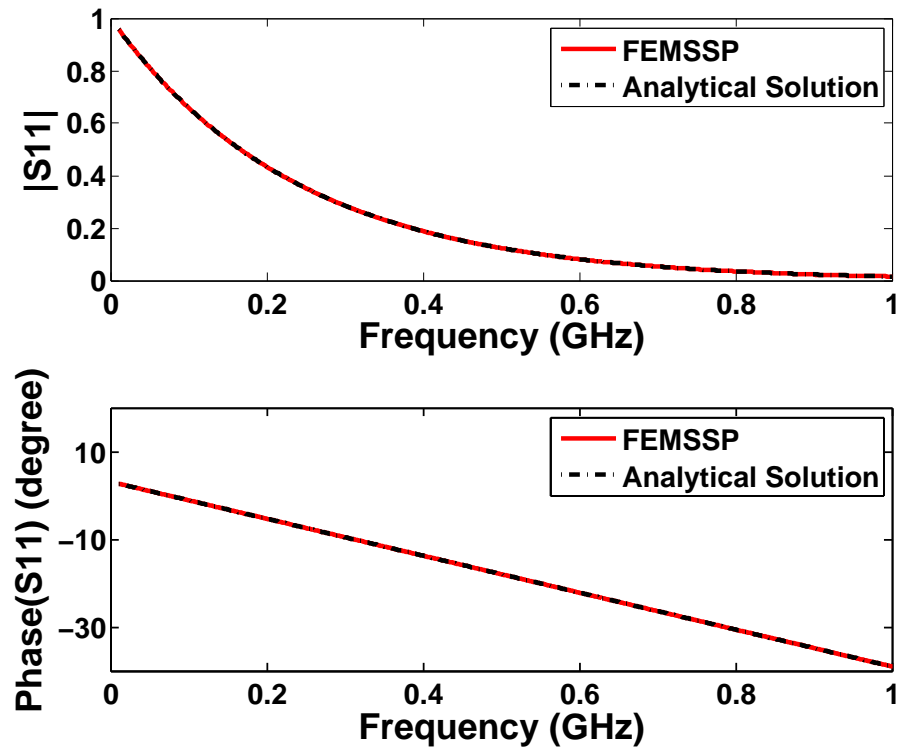 1
0.8
0.6
0.4
0.2
0
|S11|
FEMSSP
Analytical Solution
0 0.2 0.4 0.6 0.8 1
Frequency (GHz)
10
−10
−30
Phase(S11) (degree)
FEMSSP
Analytical Solution
0 0.2 0.4 0.6 0.8 1
Frequency (GHz)